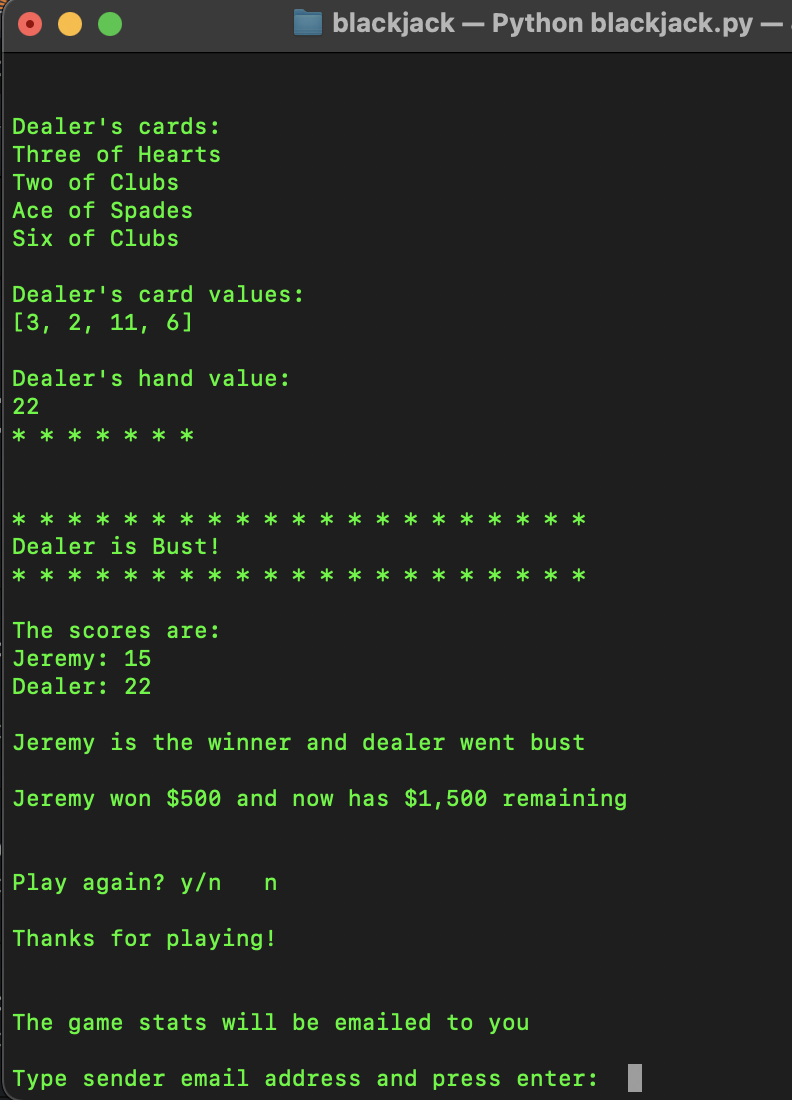 blackjack — Python blackjack.py —
Dealer's cards:
Three of Hearts
Two of Clubs
Ace of Spades
Six of Clubs
Dealer's card values:
[3, 2, 11, 6]
Dealer's hand value:
22
* * * * * * *
* * * * * * * * * * * * * * * * * * * * *
Dealer is Bust!
* * * * * * * * * * * * * * * * * * * * *
The scores are:
Jeremy: 15
Dealer: 22
Jeremy is the winner and dealer went bust
Jeremy won $500 and now has $1,500 remaining
Play again? y/n   n
Thanks for playing!
The game stats will be emailed to you
Type sender email address and press enter: